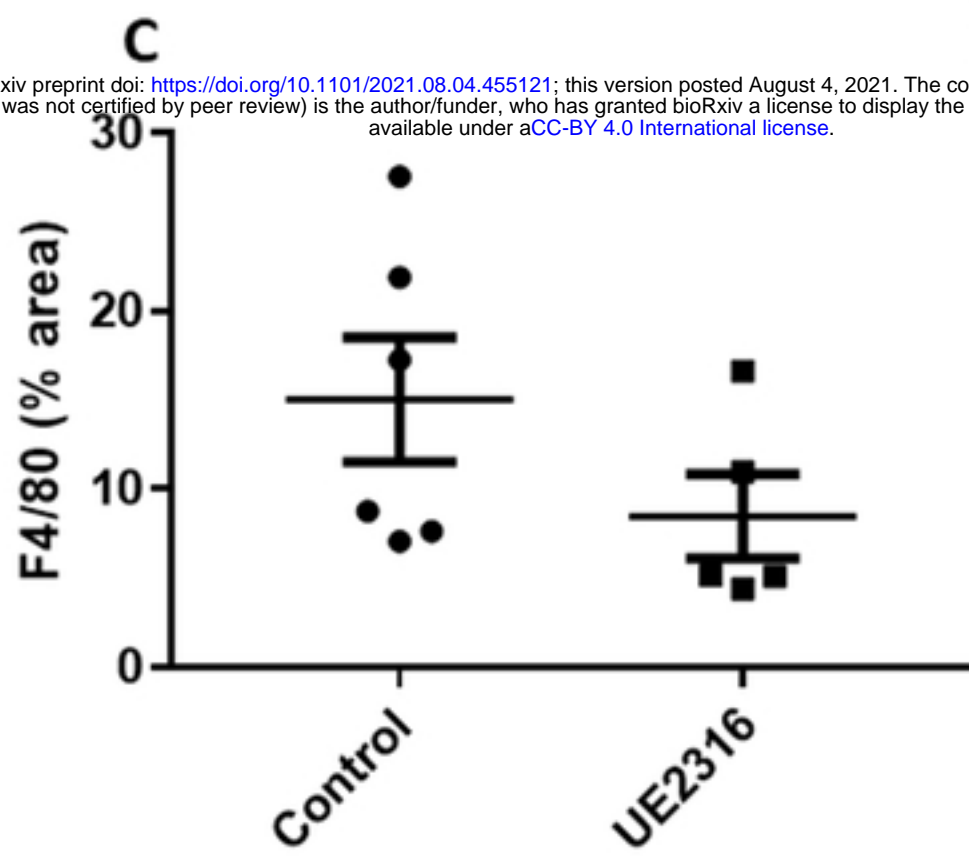 C
xiv preprint doi: https://doi.org/10.1101/2021.08.04.455121; this version posted August 4, 2021. The co
was not certified by peer review) is the author/funder, who has granted bioRxiv a license to display the
available under aCC-BY 4.0 International license.
30
20
10
0
F4/80 (% area)
Control
UE2316